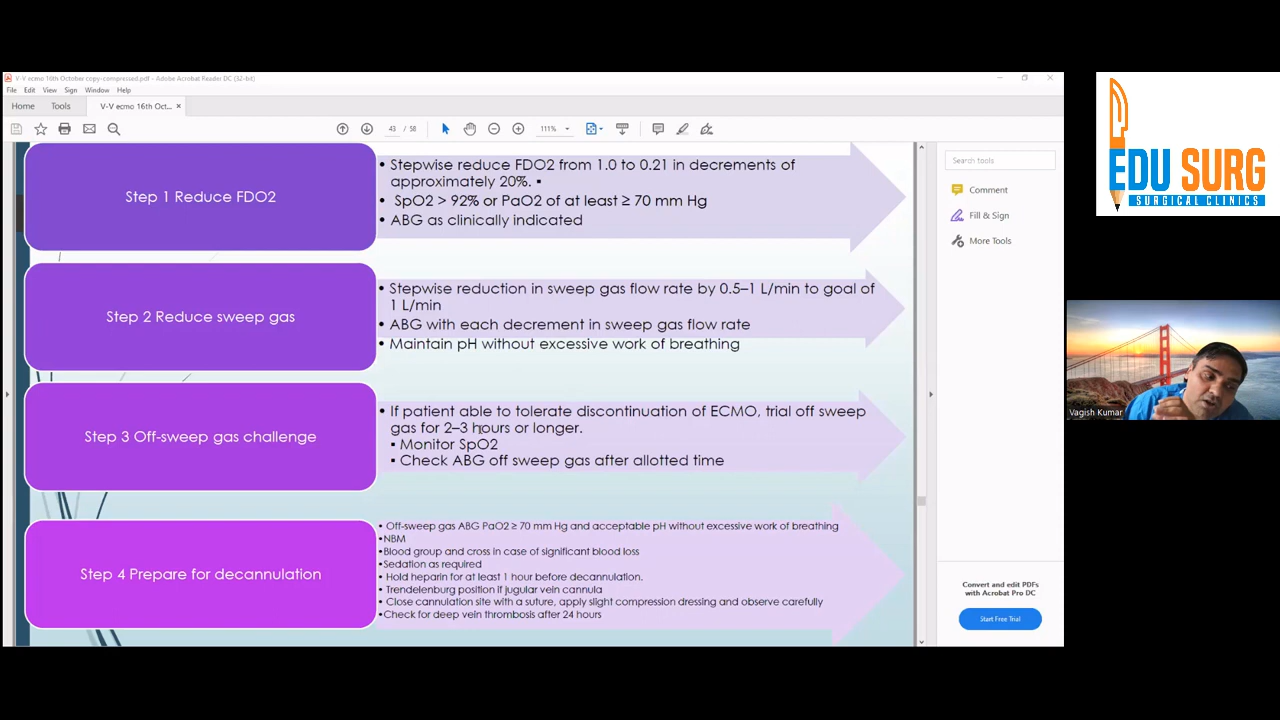 V-V ecmo 16th October copy-compressed.pdf - Adobe Acrobat Reader DC (32-bit)
File Edit View Sign Window Help
Home Tools V-V ecmo 16th Oct... ×
43 / 58 111%
Step 1 Reduce FDO2
• Stepwise reduce FDO2 from 1.0 to 0.21 in decrements of
approximately 20%. ▪
• SpO2 > 92% or PaO2 of at least ≥ 70 mm Hg
• ABG as clinically indicated
Step 2 Reduce sweep gas
• Stepwise reduction in sweep gas flow rate by 0.5–1 L/min to goal of
1 L/min
• ABG with each decrement in sweep gas flow rate
• Maintain pH without excessive work of breathing
Step 3 Off-sweep gas challenge
• If patient able to tolerate discontinuation of ECMO, trial off sweep
gas for 2–3 hours or longer.
▪ Monitor SpO2
▪ Check ABG off sweep gas after allotted time
Step 4 Prepare for decannulation
• Off-sweep gas ABG PaO2 ≥ 70 mm Hg and acceptable pH without excessive work of breathing
•NBM
•Blood group and cross in case of significant blood loss
•Sedation as required
• Hold heparin for at least 1 hour before decannulation.
• Trendelenburg position if jugular vein cannula
• Close cannulation site with a suture, apply slight compression dressing and observe carefully
•Check for deep vein thrombosis after 24 hours
Search tools
Comment
Fill & Sign
More Tools
Convert and edit PDFs
with Acrobat Pro DC
Start Free Trial
EDU SURG
SURGICAL CLINICS
Vagish Kumar